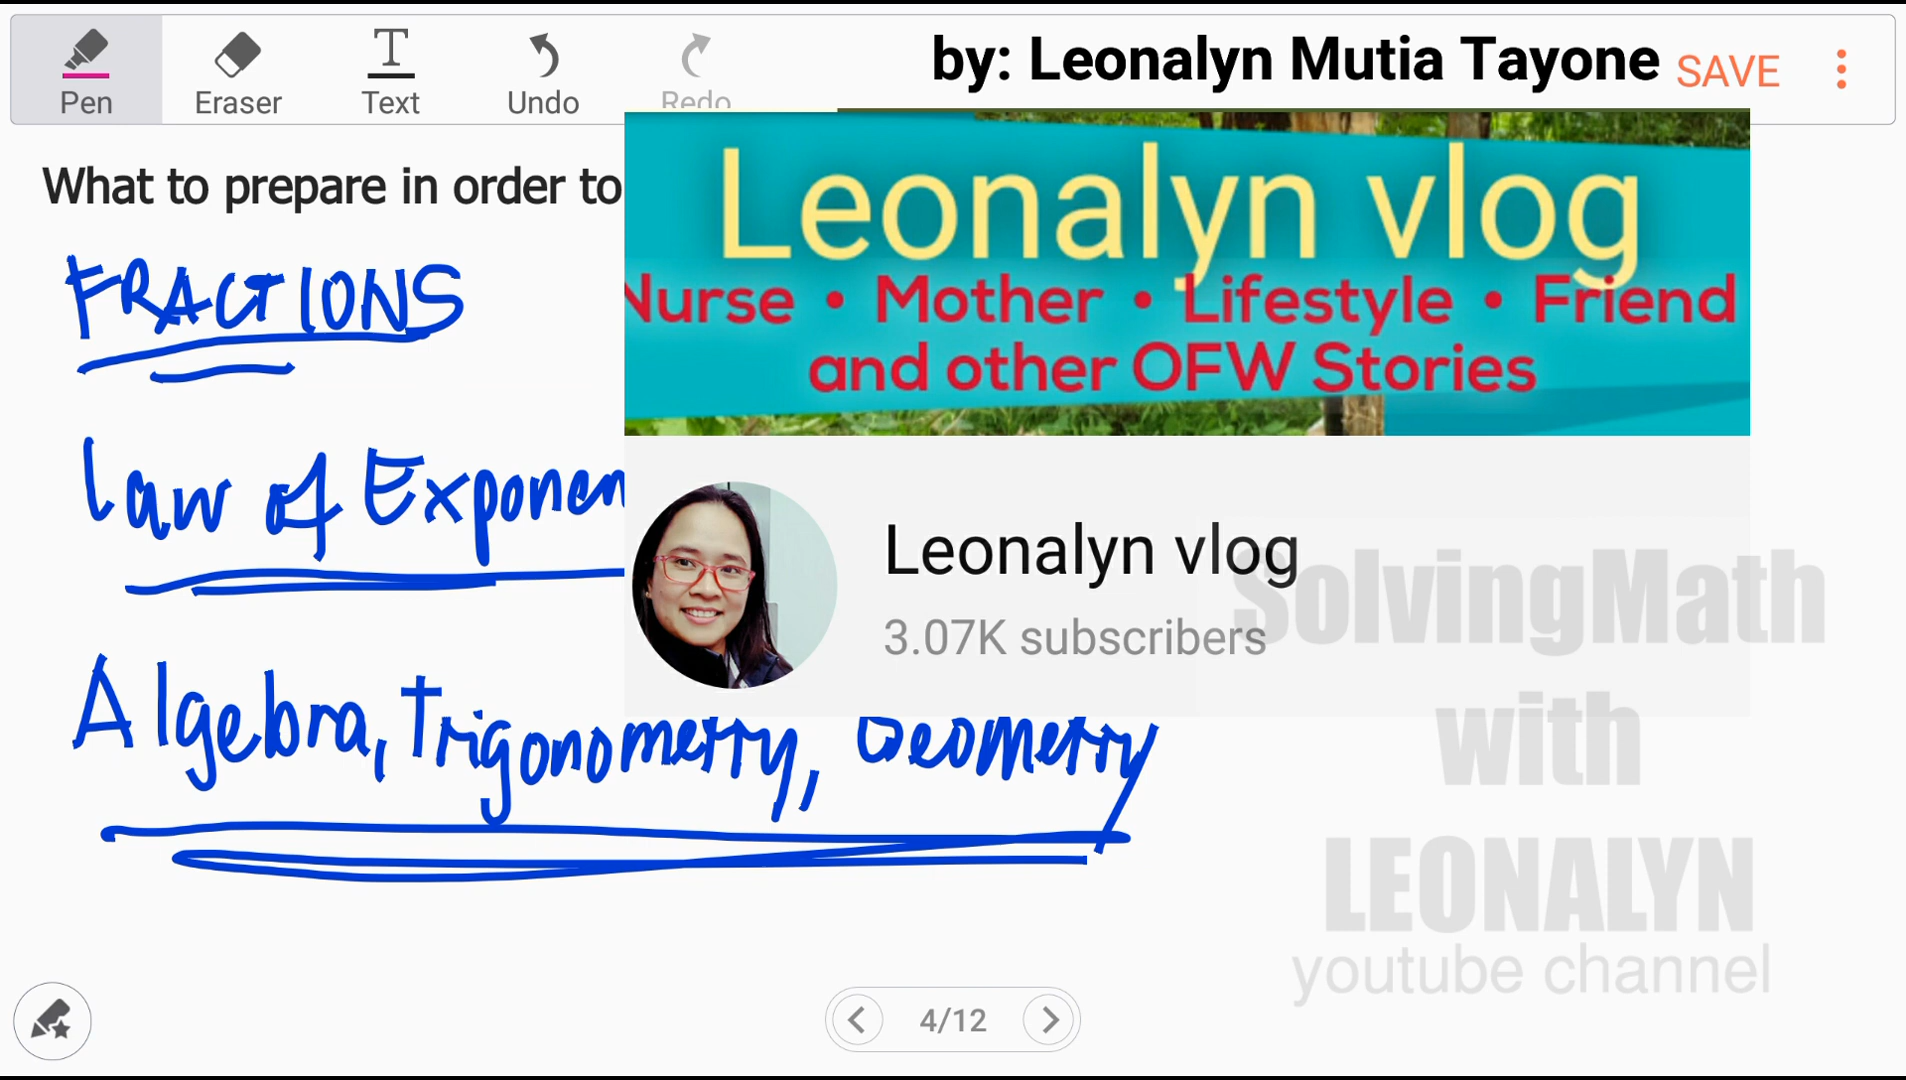 by: Leonalyn Mutia Tayone
SAVE
Pen
Eraser
Text
Undo
Redo
What to prepare in order to
Leonalyn vlog
Nurse • Mother • Lifestyle • Friend
and other OFW Stories
FRACTIONS
Law of Exponen
Leonalyn vlog
3.07K subscribers
SolvingMath
with
LEONALYN
youtube channel
Algebra, Trigonometry, Geometry
4/12